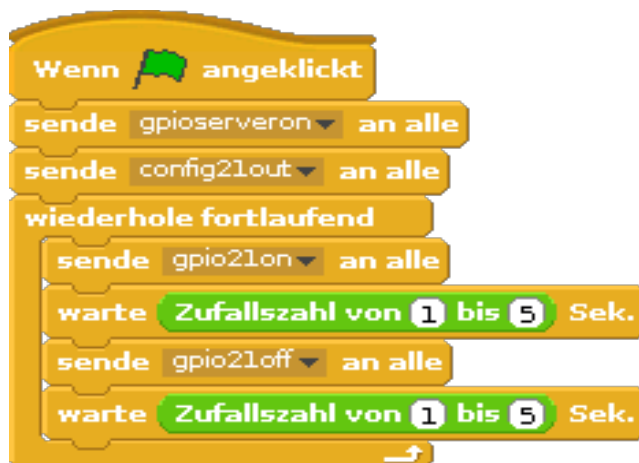 Wenn angeklickt
sende gpioserveron an alle
sende config21out an alle
wiederhole fortlaufend
sende gpio21on an alle
warte Zufallszahl von 1 bis 5 Sek.
sende gpio21off an alle
warte Zufallszahl von 1 bis 5 Sek.